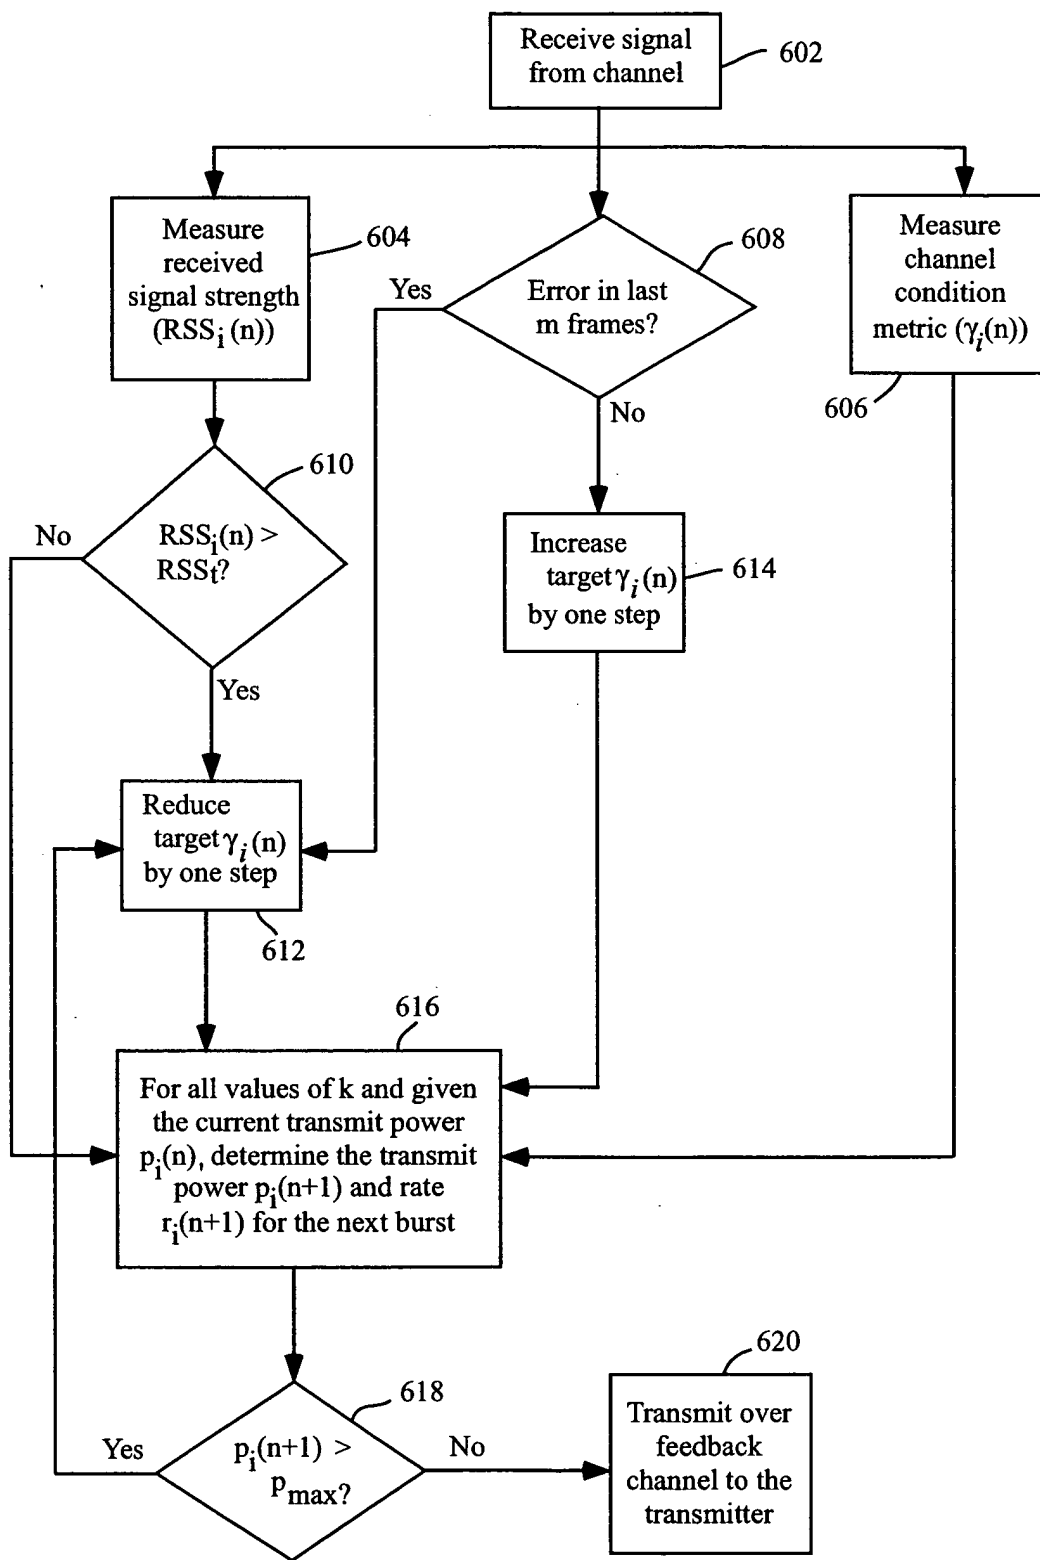 Receive signal
from channel
602
Measure
received
signal strength
(RSSᵢ(n))
604
Yes
Error in last
m frames?
608
No
Measure
channel
condition
metric (γᵢ(n))
606
610
No
RSSᵢ(n) >
RSSₜ?
Yes
Increase
target γᵢ(n)
by one step
614
Reduce
target γᵢ(n)
by one step
612
616
For all values of k and given
the current transmit power
pᵢ(n), determine the transmit
power pᵢ(n+1) and rate
rᵢ(n+1) for the next burst
618
Yes
pᵢ(n+1) >
pmax?
No
620
Transmit over
feedback
channel to the
transmitter